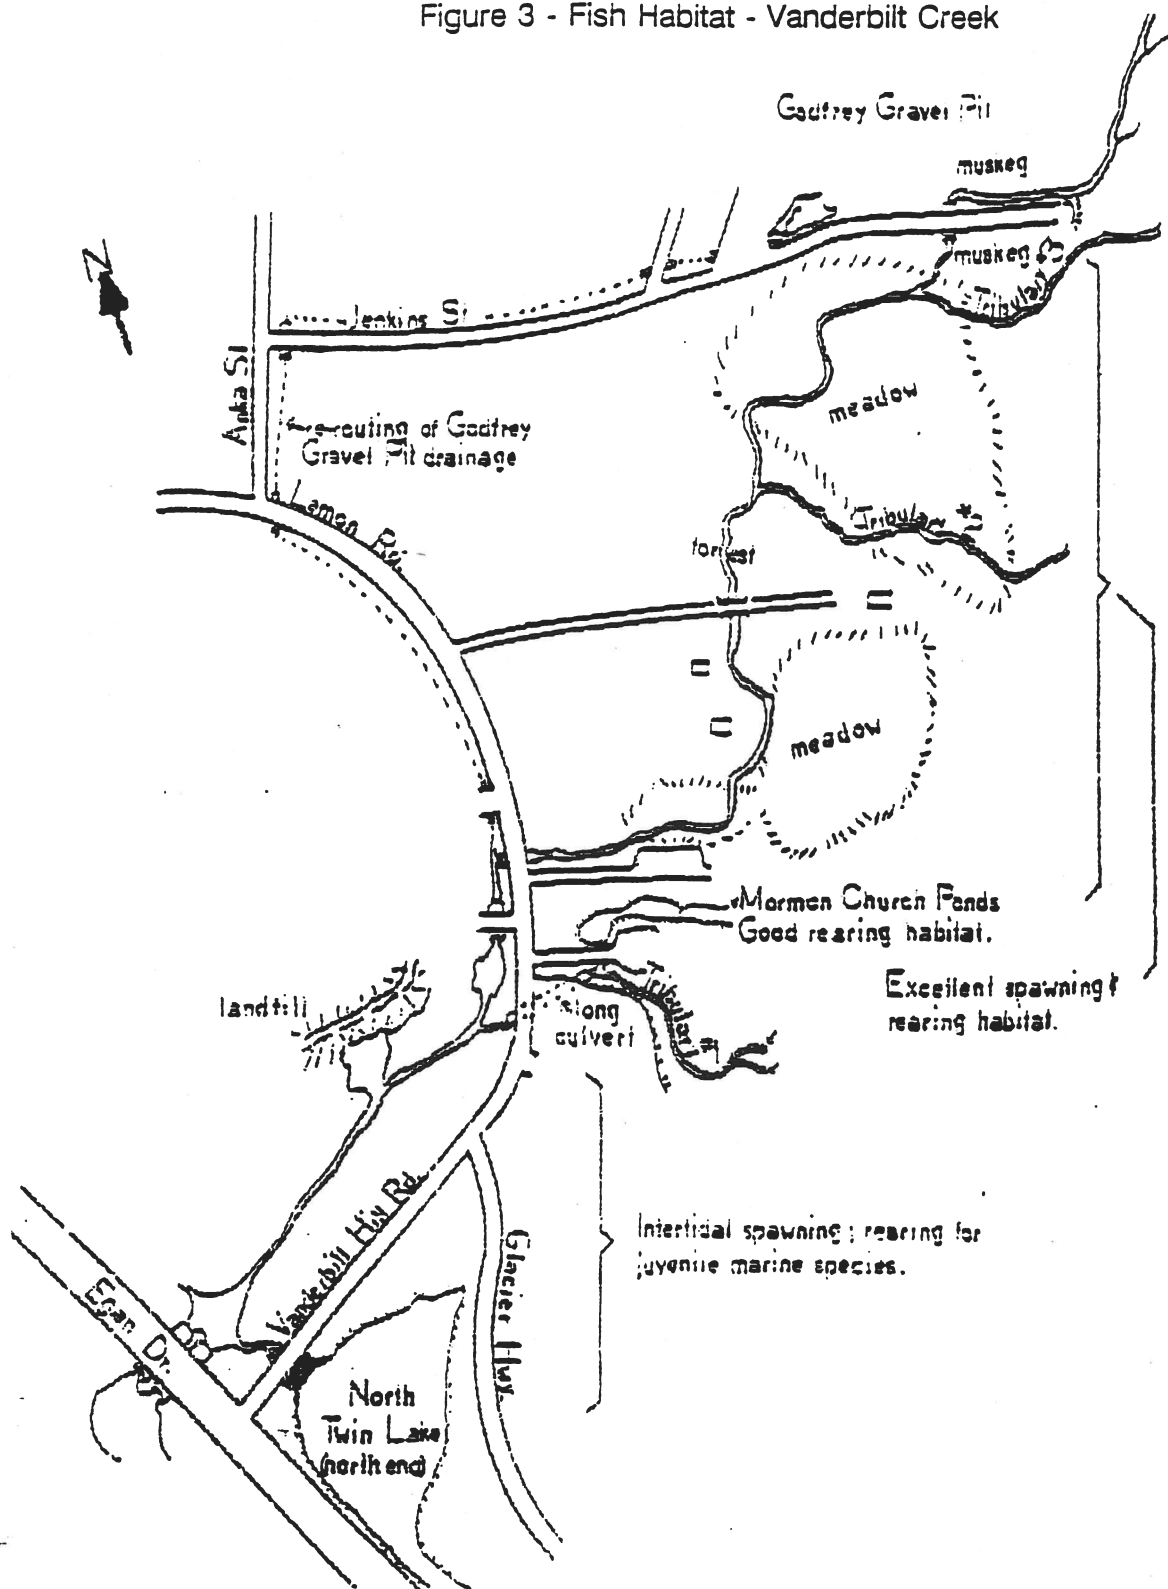 Figure 3 - Fish Habitat - Vanderbilt Creek
Godfrey Gravel Pit
muskeg
muskeg
Tributary
Jenkins St
Anka St
meadow
re-routing of Godfrey
Gravel Pit drainage
Lemon Rd.
Tributary #2
forrest
meadow
Mormon Church Ponds
Good rearing habitat.
Excellent spawning &
rearing habitat.
landfill
long
culvert
Tributary #1
Vanderbilt Hill Rd.
Intertidal spawning; rearing for
juvenile marine species.
Glacier Hwy.
Egan Dr.
North
Twin Lake
(north end)